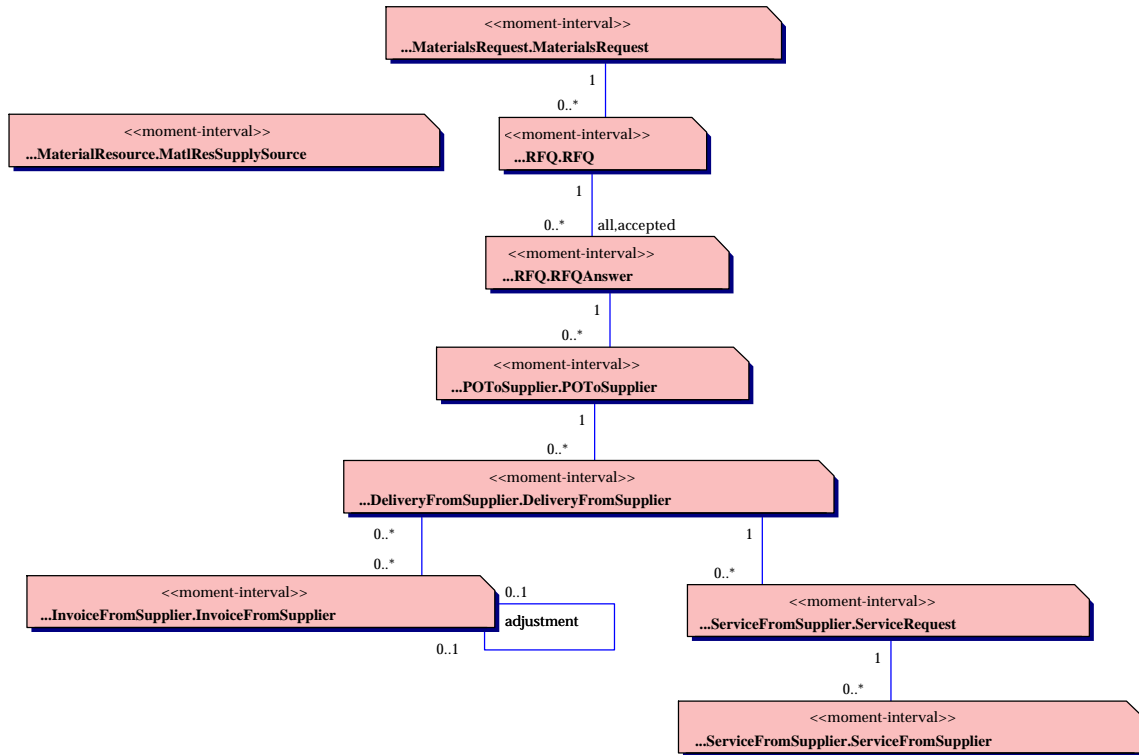 <<moment-interval>>
...MaterialsRequest.MaterialsRequest
1
0..*
<<moment-interval>>
...MaterialResource.MatlResSupplySource
<<moment-interval>>
...RFQ.RFQ
1
0..*
all,accepted
<<moment-interval>>
...RFQ.RFQAnswer
1
0..*
<<moment-interval>>
...POToSupplier.POToSupplier
1
0..*
<<moment-interval>>
...DeliveryFromSupplier.DeliveryFromSupplier
0..*
0..*
1
0..*
<<moment-interval>>
...InvoiceFromSupplier.InvoiceFromSupplier
0..1
adjustment
0..1
<<moment-interval>>
...ServiceFromSupplier.ServiceRequest
1
0..*
<<moment-interval>>
...ServiceFromSupplier.ServiceFromSupplier